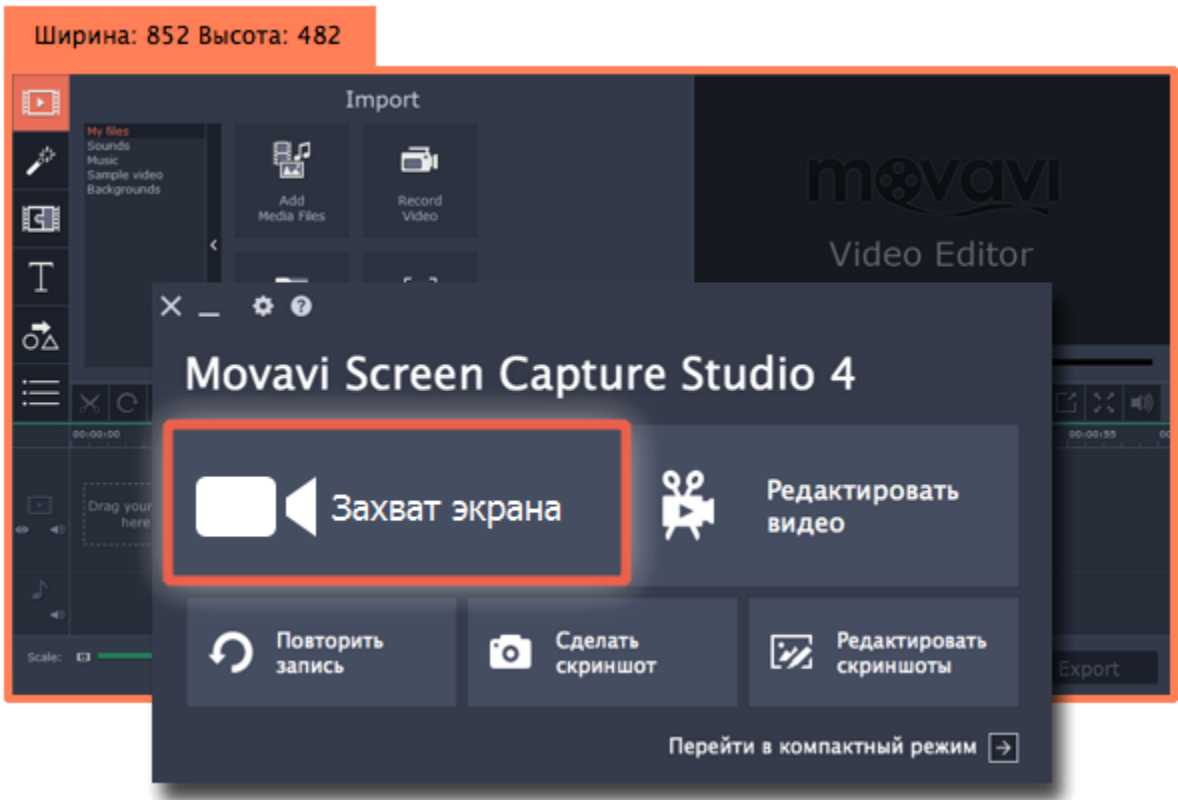 Ширина: 852 Высота: 482
Import
My files
Sounds
Music
Sample video
Backgrounds
Add
Media Files
Record
Video
movavi
Video Editor
Movavi Screen Capture Studio 4
00:00:00
00:00:55
Захват экрана
Редактировать
видео
Drag your
here
Повторить
запись
Сделать
скриншот
Редактировать
скриншоты
Scale:
Export
Перейти в компактный режим